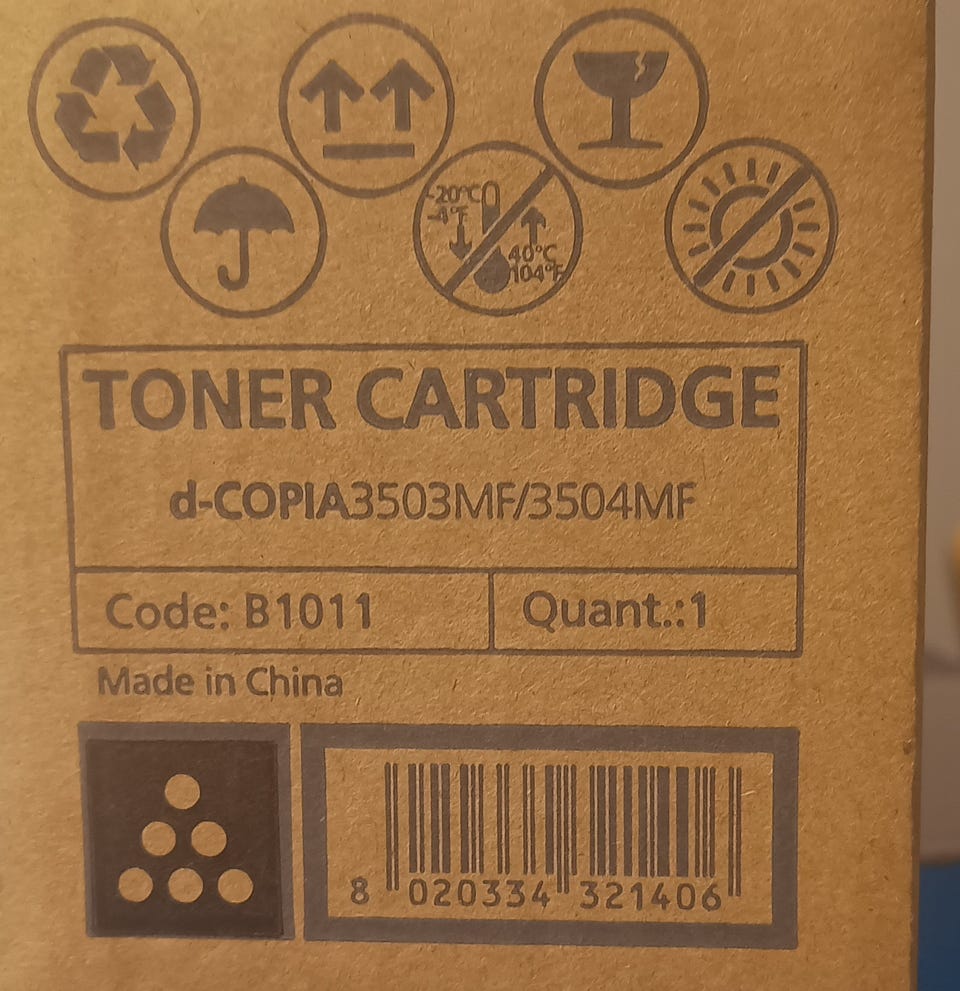 -20°C
-4°F
40°C
104°F
TONER CARTRIDGE
d-COPIA3503MF/3504MF
Code: B1011
Quant.:1
Made in China
8 020334 321406